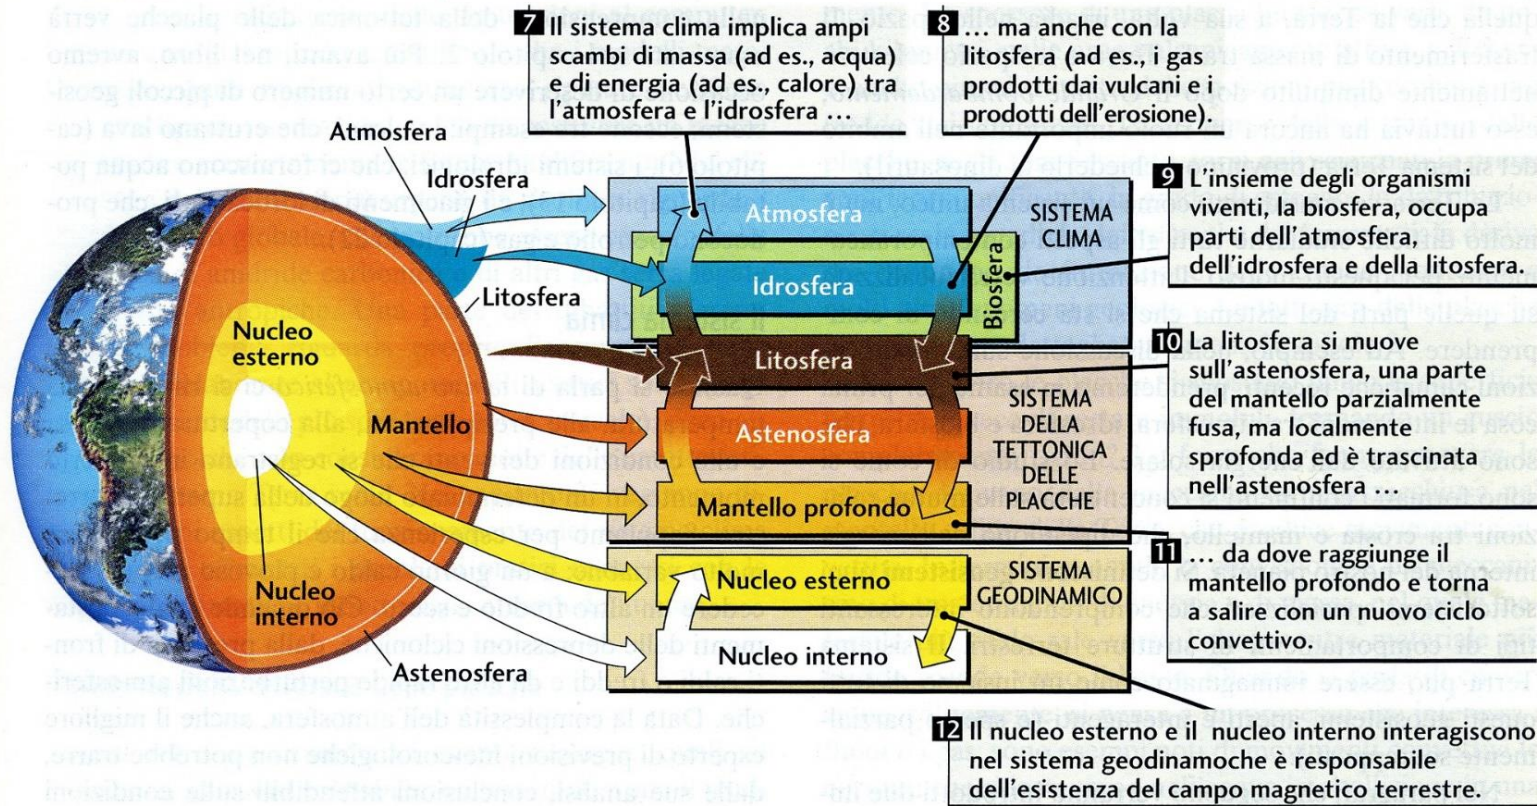 7 Il sistema clima implica ampi
scambi di massa (ad es., acqua)
e di energia (ad es., calore) tra
l'atmosfera e l'idrosfera ....
8 ... ma anche con la
litosfera (ad es., i gas
prodotti dai vulcani e i
prodotti dell'erosione).
9 L'insieme degli organismi
viventi, la biosfera, occupa
parti dell'atmosfera,
dell'idrosfera e della litosfera.
10 La litosfera si muove
sull'astenosfera, una parte
del mantello parzialmente
fusa, ma localmente
sprofonda ed è trascinata
nell'astenosfera ...
11 ... da dove raggiunge il
mantello profondo e torna
a salire con un nuovo ciclo
convettivo.
12 Il nucleo esterno e il nucleo interno interagiscono
nel sistema geodinamoche è responsabile
dell'esistenza del campo magnetico terrestre.
Atmosfera
Idrosfera
Litosfera
Nucleo
esterno
Mantello
Nucleo
interno
Astenosfera
Atmosfera
Idrosfera
Biosfera
SISTEMA
CLIMA
Litosfera
Astenosfera
Mantello profondo
SISTEMA
DELLA
TETTONICA
DELLE
PLACCHE
Nucleo esterno
Nucleo interno
SISTEMA
GEODINAMICO